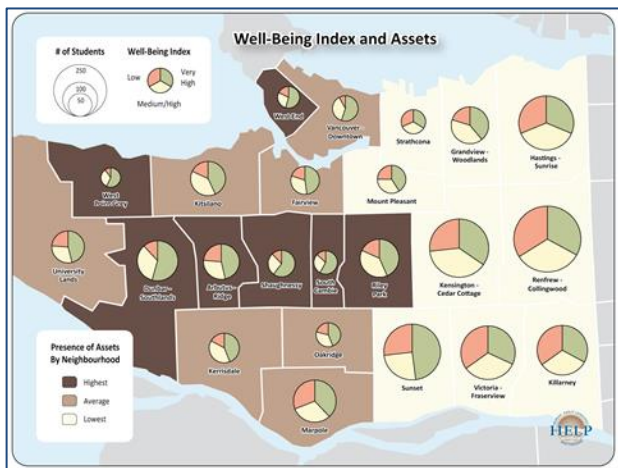 Well-Being Index and Assets
# of Students
250
100
50
Well-Being Index
Low
Very
High
Medium/High
West End
Vancouver -
Downtown
Strathcona
Grandview -
Woodlands
Hastings -
Sunrise
West
Point Grey
Kitsilano
Fairview
Mount Pleasant
University
Lands
Dunbar-
Southlands
Arbutus-
Ridge
Shaughnessy
South
Cambie
Riley
Park
Kensington -
Cedar Cottage
Renfrew -
Collingwood
Kerrisdale
Oakridge
Marpole
Sunset
Victoria -
Fraserview
Killarney
Presence of Assets
By Neighbourhood
Highest
Average
Lowest
HELP